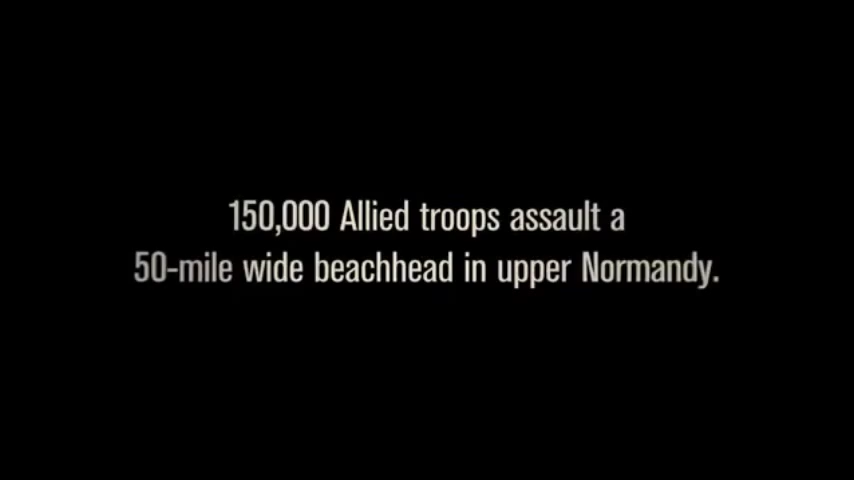 150,000 Allied troops assault a
50-mile wide beachhead in upper Normandy.